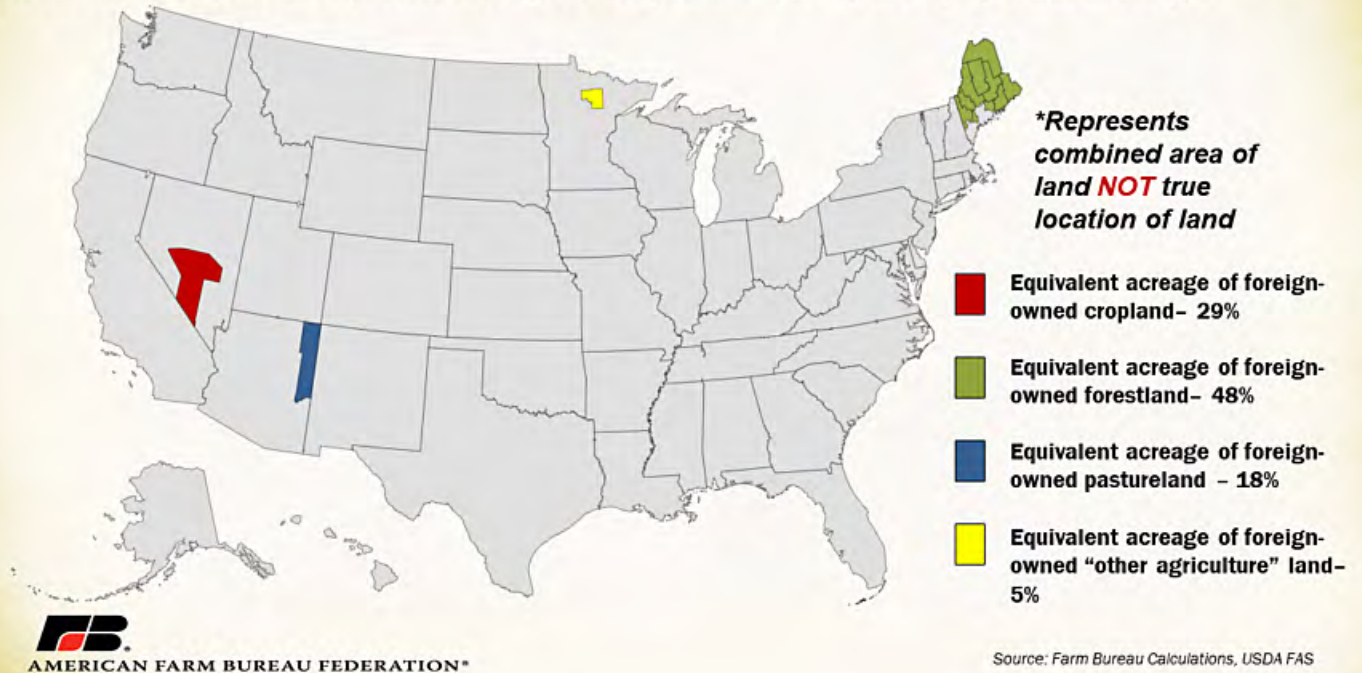 *Represents
combined area of
land NOT true
location of land
Equivalent acreage of foreign-
owned cropland– 29%
Equivalent acreage of foreign-
owned forestland– 48%
Equivalent acreage of foreign-
owned pastureland – 18%
Equivalent acreage of foreign-
owned “other agriculture” land–
5%
FB.
AMERICAN FARM BUREAU FEDERATION®
Source: Farm Bureau Calculations, USDA FAS